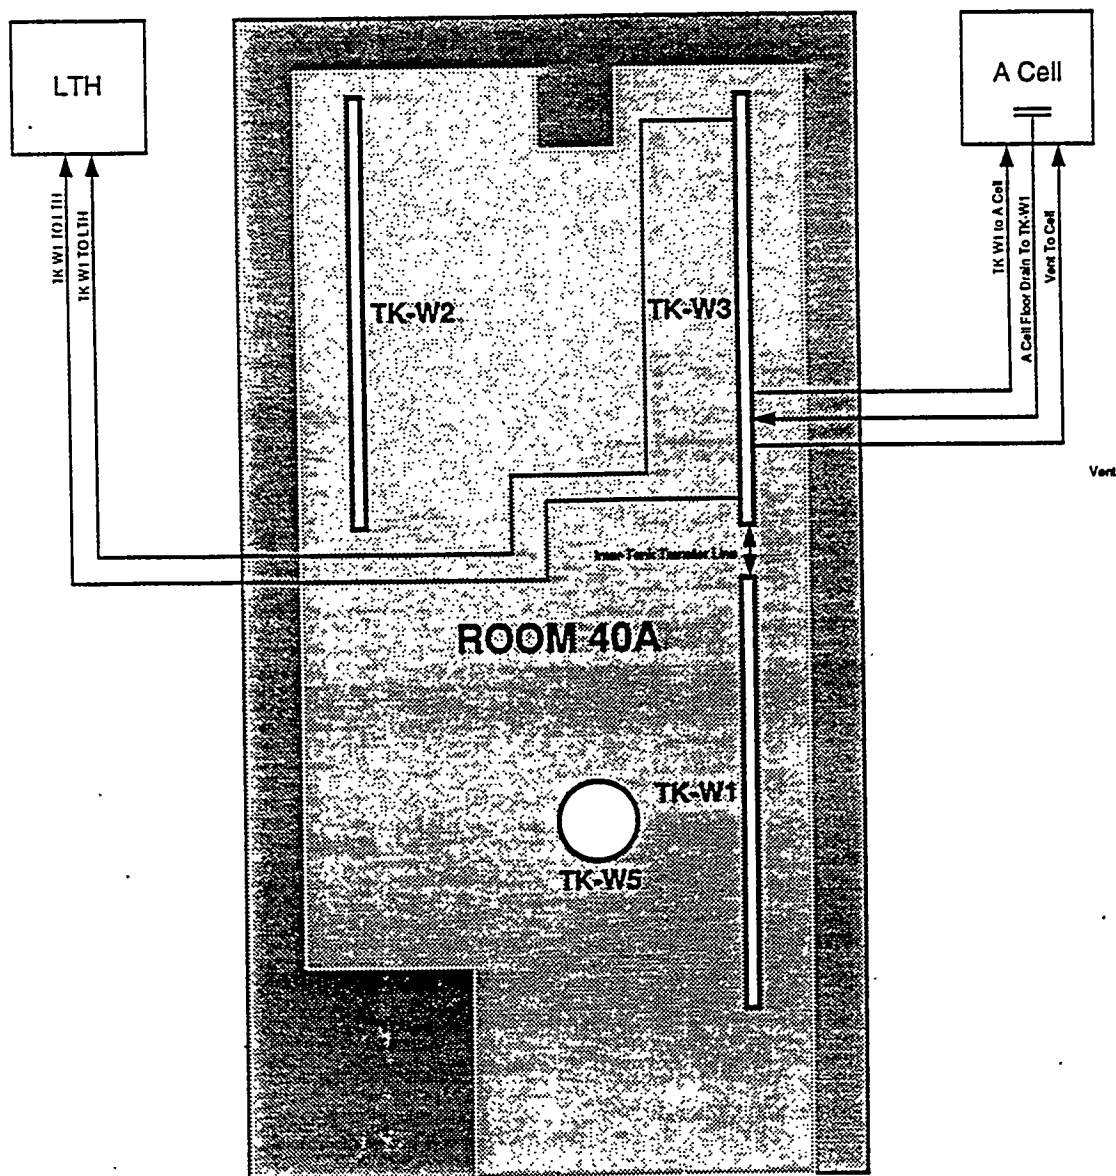 LTH
A Cell
TK W1 TO LTH
TK W1 TO LTH
TK W1 to A Cell
A Cell Floor Drain To TK-W1
Vent To Cell
TK-W2
TK-W3
Vent
Inter-Tank Transfer Line
ROOM 40A
TK-W1
TK-W5